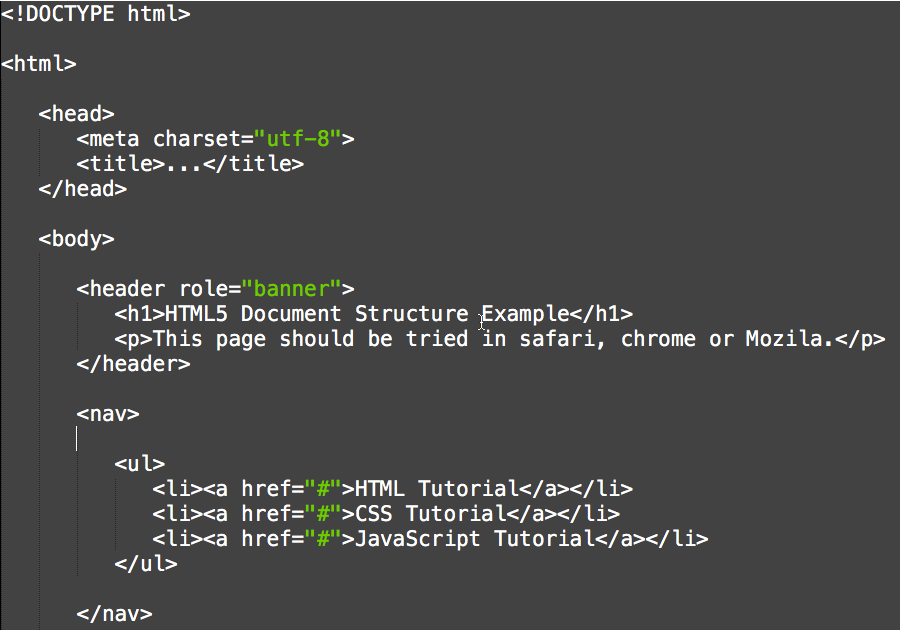 <!DOCTYPE html>
<html>
<head>
<meta charset="utf-8">
<title>...</title>
</head>
<body>
<header role="banner">
<h1>HTML5 Document Structure Example</h1>
<p>This page should be tried in safari, chrome or Mozila.</p>
</header>
<nav>
<ul>
<li><a href="#">HTML Tutorial</a></li>
<li><a href="#">CSS Tutorial</a></li>
<li><a href="#">JavaScript Tutorial</a></li>
</ul>
</nav>